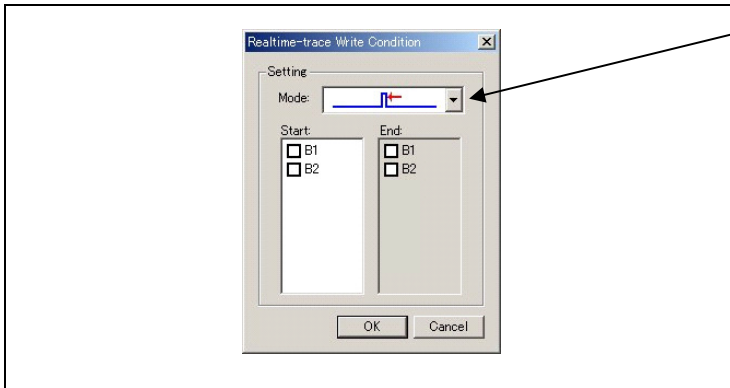 Realtime-trace Write Condition
Setting
Mode:
Start: End:
B1 B1
B2 B2
OK Cancel